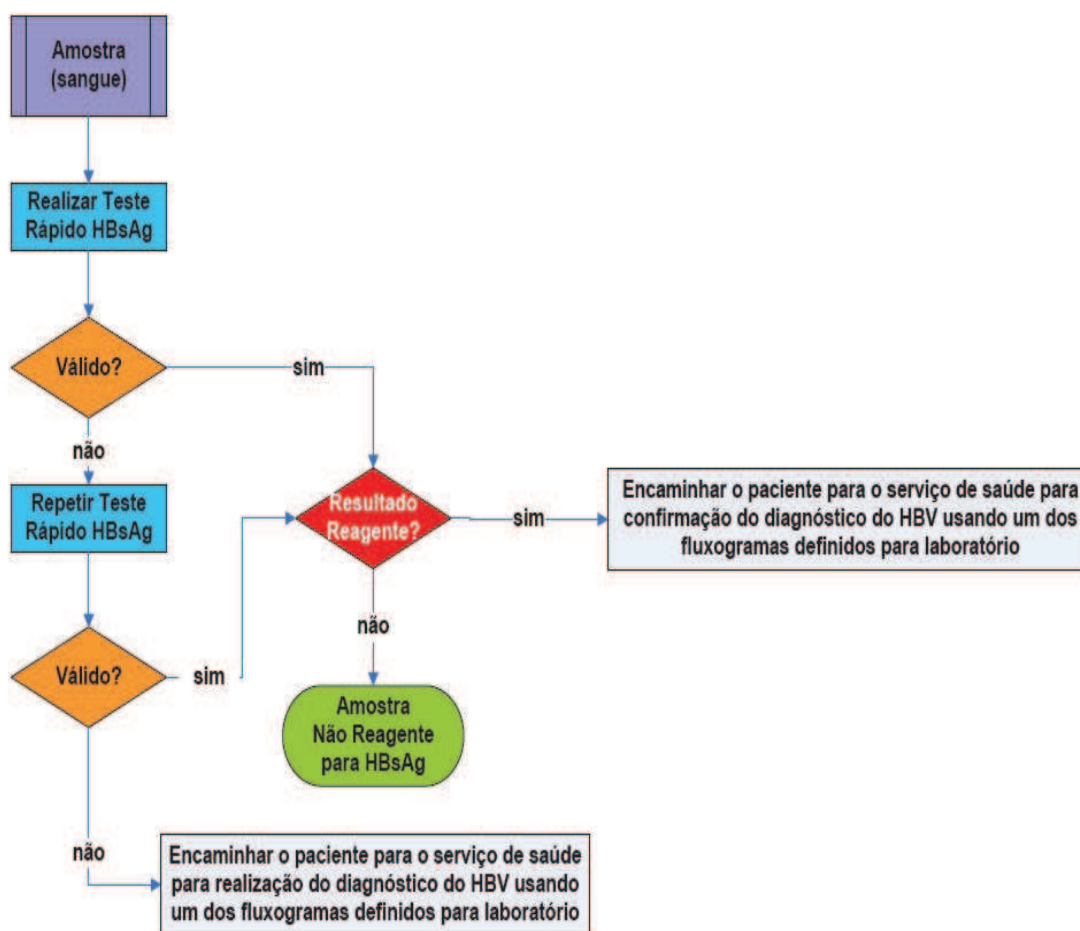 Amostra
(sangue)
Realizar Teste
Rápido HBsAg
Válido?
sim
não
Repetir Teste
Rápido HBsAg
Resultado
Reagente?
sim
Encaminhar o paciente para o serviço de saúde para
confirmação do diagnóstico do HBV usando um dos
fluxogramas definidos para laboratório
não
Válido?
sim
Amostra
Não Reagente
para HBsAg
não
Encaminhar o paciente para o serviço de saúde
para realização do diagnóstico do HBV usando
um dos fluxogramas definidos para laboratório